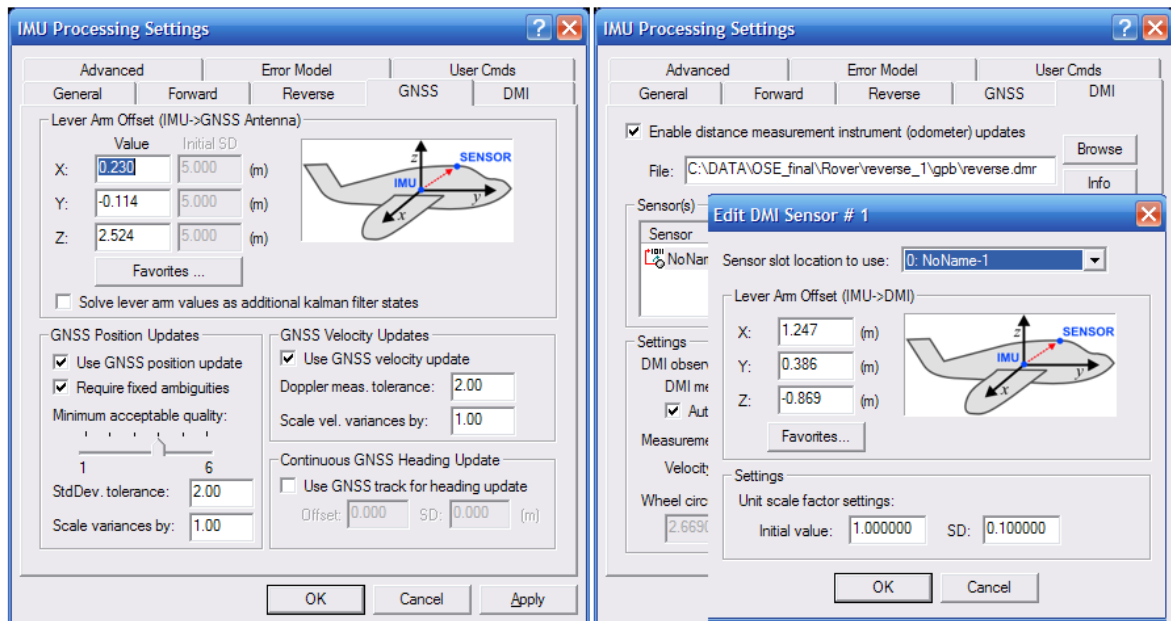 IMU Processing Settings
Advanced Error Model User Cmds
General Forward Reverse GNSS DMI
Lever Arm Offset (IMU->GNSS Antenna)
Value Initial SD
X: 0.230 5.000 (m)
Y: -0.114 5.000 (m)
Z: 2.524 5.000 (m)
z SENSOR
IMU
y
x
Favorites ...
Solve lever arm values as additional kalman filter states
GNSS Position Updates
Use GNSS position update
Require fixed ambiguities
Minimum acceptable quality:
1 6
StdDev. tolerance: 2.00
Scale variances by: 1.00
GNSS Velocity Updates
Use GNSS velocity update
Doppler meas. tolerance: 2.00
Scale vel. variances by: 1.00
Continuous GNSS Heading Update
Use GNSS track for heading update
Offset: 0.000 SD: 0.000 (m)
OK Cancel Apply
IMU Processing Settings
Advanced Error Model User Cmds
General Forward Reverse GNSS DMI
Enable distance measurement instrument (odometer) updates
File: C:\DATA\OSE_final\Rover\reverse_1\gpb\reverse.dmr
Browse
Info
Sensor(s)
Sensor
NoNar
Settings
DMI observ
DMI me
Aut
Measureme
Velocit
Wheel circ
2.6690
Edit DMI Sensor # 1
Sensor slot location to use: 0: NoName-1
Lever Arm Offset (IMU->DMI)
X: 1.247 (m)
Y: 0.386 (m)
Z: -0.869 (m)
z SENSOR
IMU
y
x
Favorites...
Settings
Unit scale factor settings:
Initial value: 1.000000 SD: 0.100000
OK Cancel